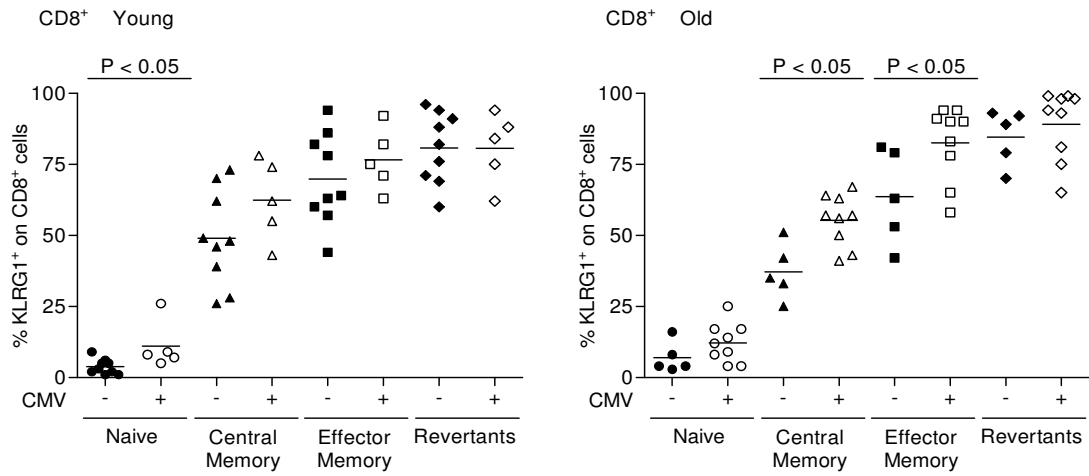 CD8+ Young
P < 0.05
100
75
50
25
0
% KLRG1+ on CD8+ cells
CMV - + - + - + - +
Naive Central Memory Effector Memory Revertants
CD8+ Old
P < 0.05 P < 0.05
100
75
50
25
0
% KLRG1+ on CD8+ cells
CMV - + - + - + - +
Naive Central Memory Effector Memory Revertants